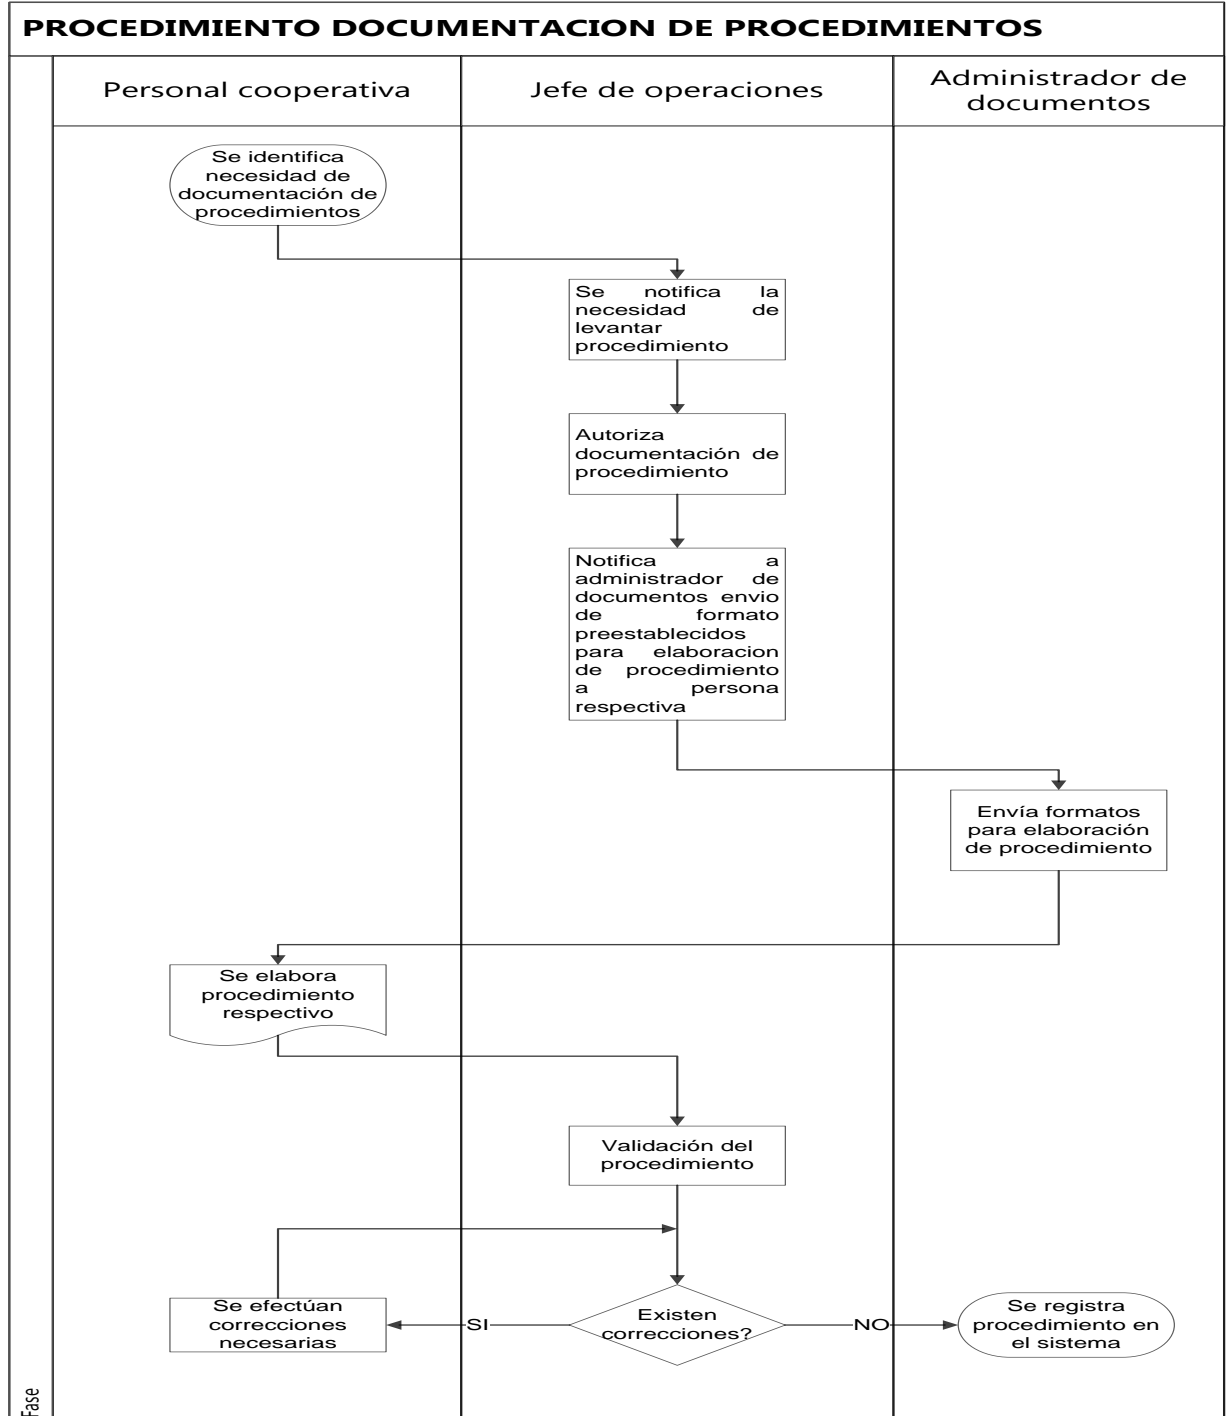 PROCEDIMIENTO DOCUMENTACION DE PROCEDIMIENTOS
Personal cooperativa
Jefe de operaciones
Administrador de
documentos
Se identifica
necesidad de
documentación de
procedimientos
Se notifica la
necesidad de
levantar
procedimiento
Autoriza
documentación de
procedimiento
Notifica a
administrador de
documentos envio
de formato
preestablecidos
para elaboracion
de procedimiento
a persona
respectiva
Envía formatos
para elaboración
de procedimiento
Se elabora
procedimiento
respectivo
Validación del
procedimiento
Se efectúan
correcciones
necesarias
SI
Existen
correcciones?
NO
Se registra
procedimiento en
el sistema
Fase